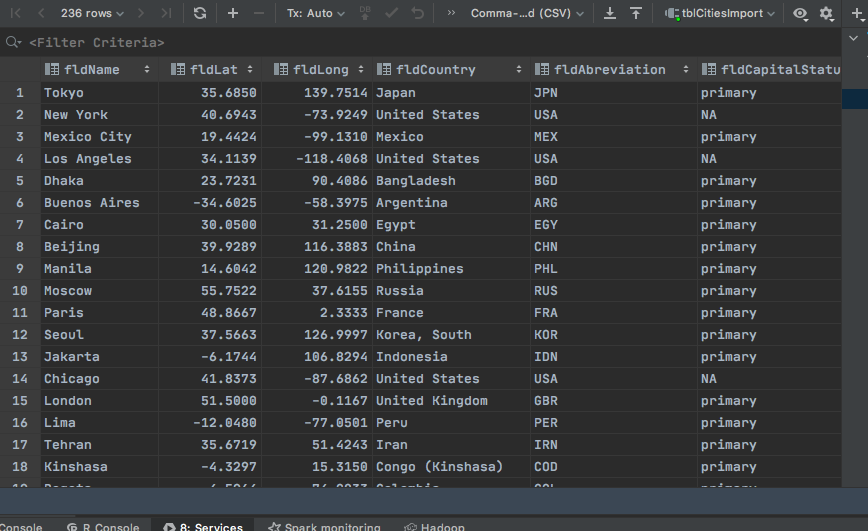 236 rows Tx: Auto DB Comma-...d (CSV) tblCitiesImport
<Filter Criteria>
fldName fldLat fldLong fldCountry fldAbreviation fldCapitalStatu
1 Tokyo 35.6850 139.7514 Japan JPN primary
2 New York 40.6943 -73.9249 United States USA NA
3 Mexico City 19.4424 -99.1310 Mexico MEX primary
4 Los Angeles 34.1139 -118.4068 United States USA NA
5 Dhaka 23.7231 90.4086 Bangladesh BGD primary
6 Buenos Aires -34.6025 -58.3975 Argentina ARG primary
7 Cairo 30.0500 31.2500 Egypt EGY primary
8 Beijing 39.9289 116.3883 China CHN primary
9 Manila 14.6042 120.9822 Philippines PHL primary
10 Moscow 55.7522 37.6155 Russia RUS primary
11 Paris 48.8667 2.3333 France FRA primary
12 Seoul 37.5663 126.9997 Korea, South KOR primary
13 Jakarta -6.1744 106.8294 Indonesia IDN primary
14 Chicago 41.8373 -87.6862 United States USA NA
15 London 51.5000 -0.1167 United Kingdom GBR primary
16 Lima -12.0480 -77.0501 Peru PER primary
17 Tehran 35.6719 51.4243 Iran IRN primary
18 Kinshasa -4.3297 15.3150 Congo (Kinshasa) COD primary
Console R Console 8: Services Spark monitoring Hadoop